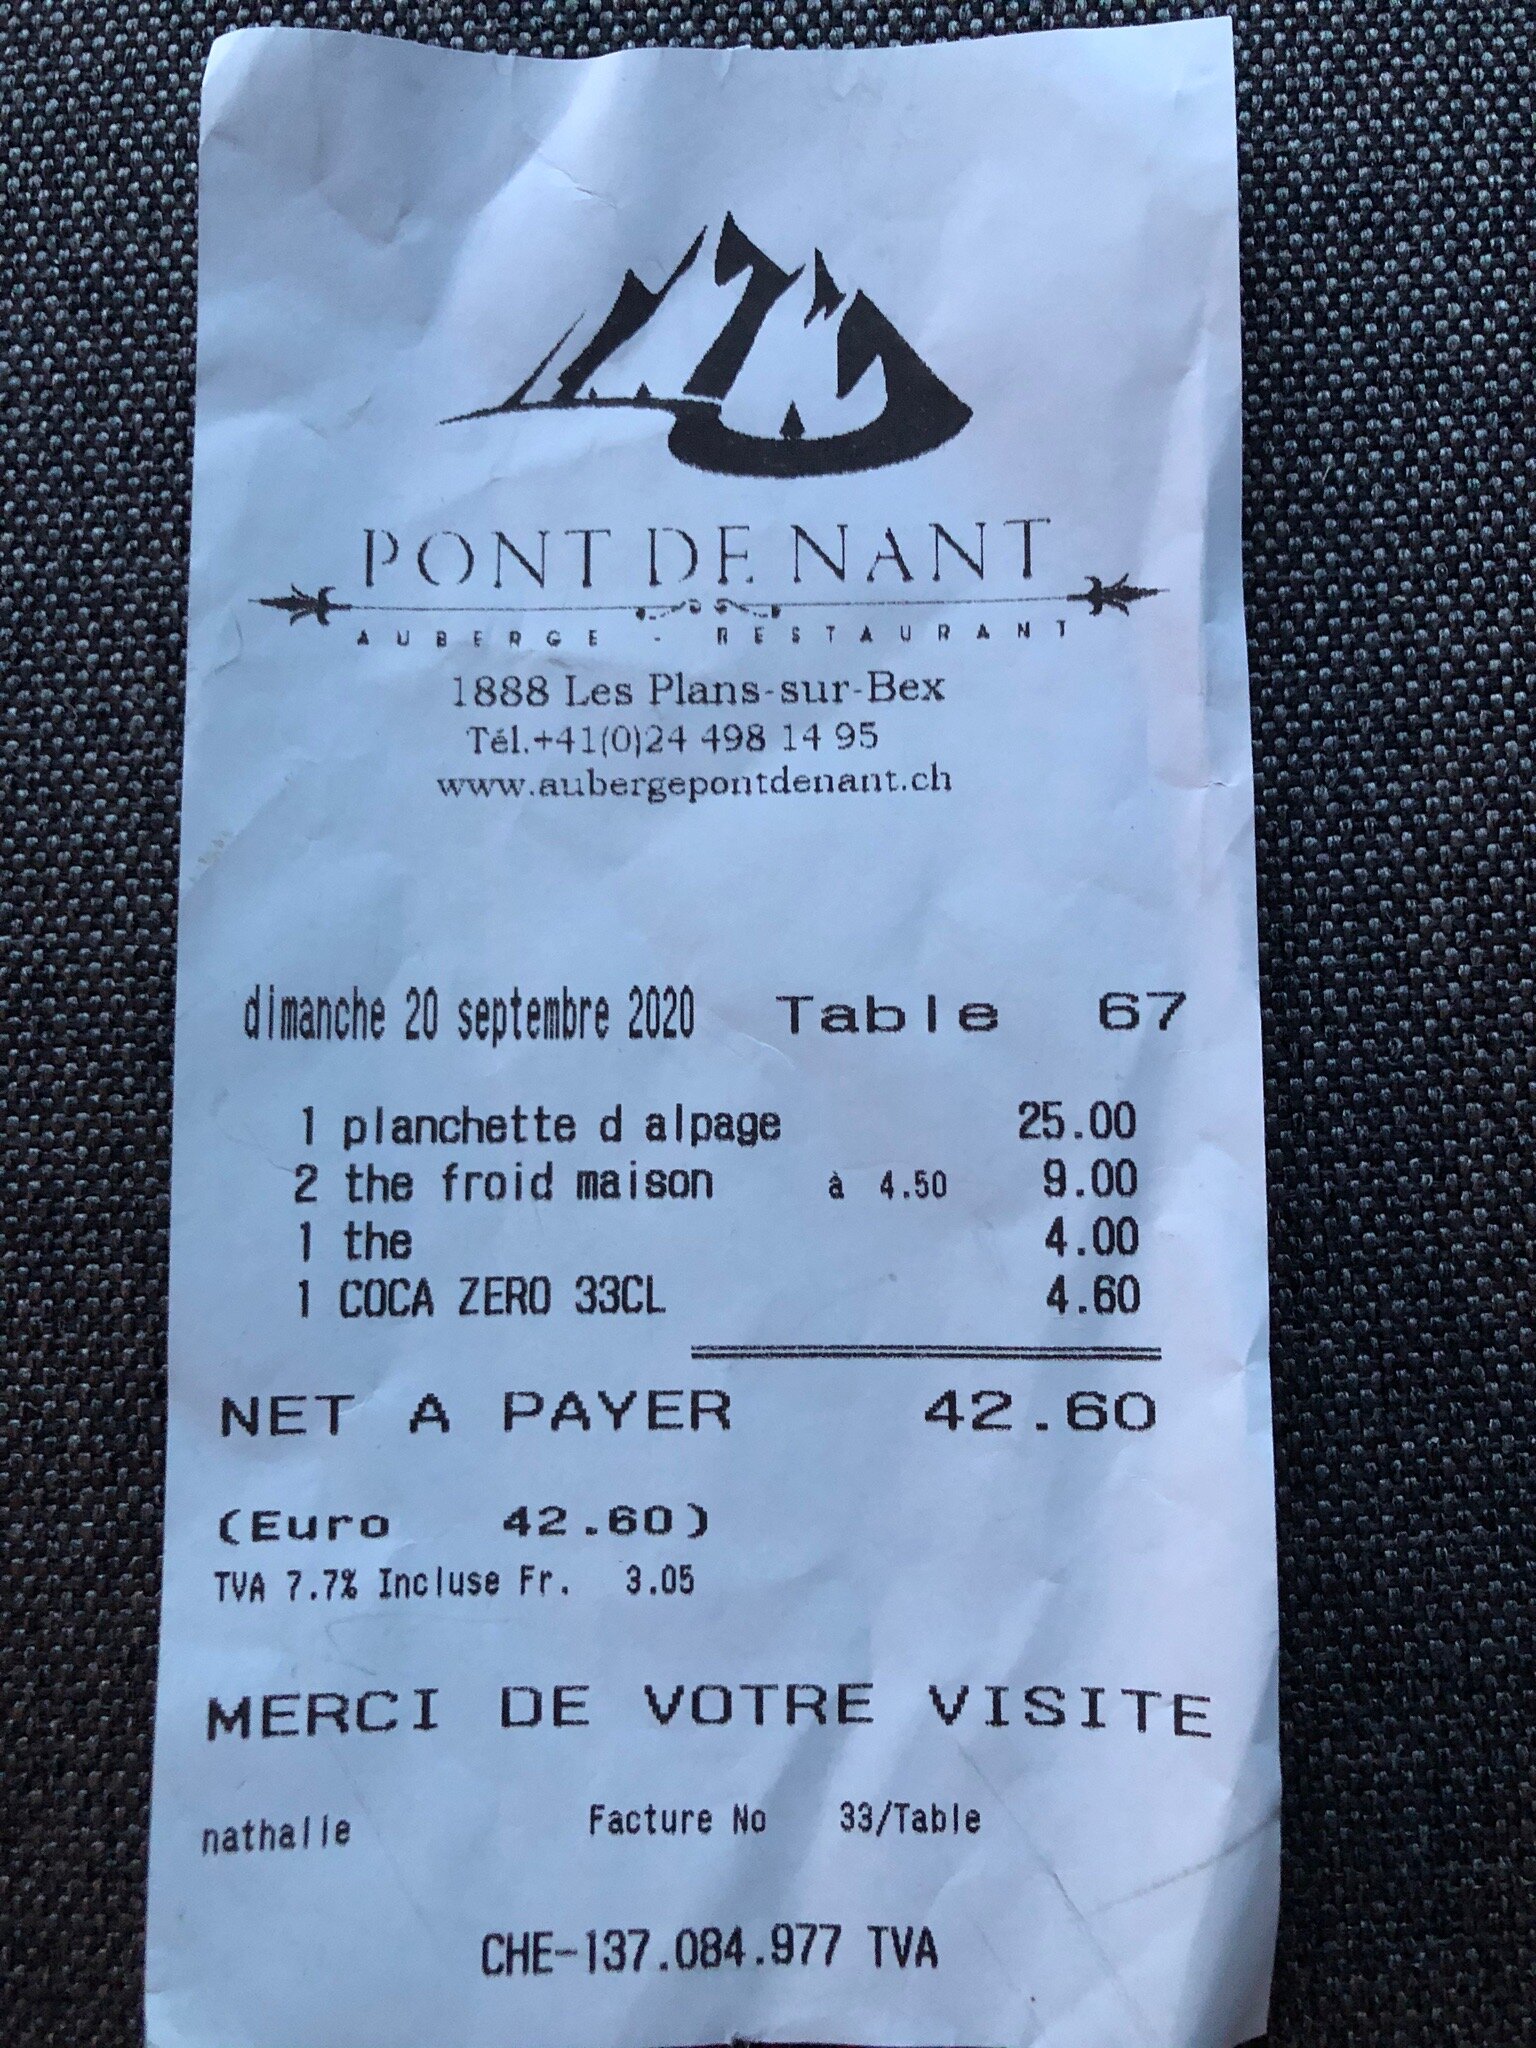 PONT DE NANT
AUBERGE - RESTAURANT
1888 Les Plans-sur-Bex
Tél.+41(0)24 498 14 95
www.aubergepontdenant.ch
dimanche 20 septembre 2020 Table 67
1 planchette d alpage 25.00
2 the froid maison à 4.50 9.00
1 the 4.00
1 COCA ZERO 33CL 4.60
NET A PAYER 42.60
(Euro 42.60)
TVA 7.7% Incluse Fr. 3.05
MERCI DE VOTRE VISITE
nathalie Facture No 33/Table
CHE-137.084.977 TVA